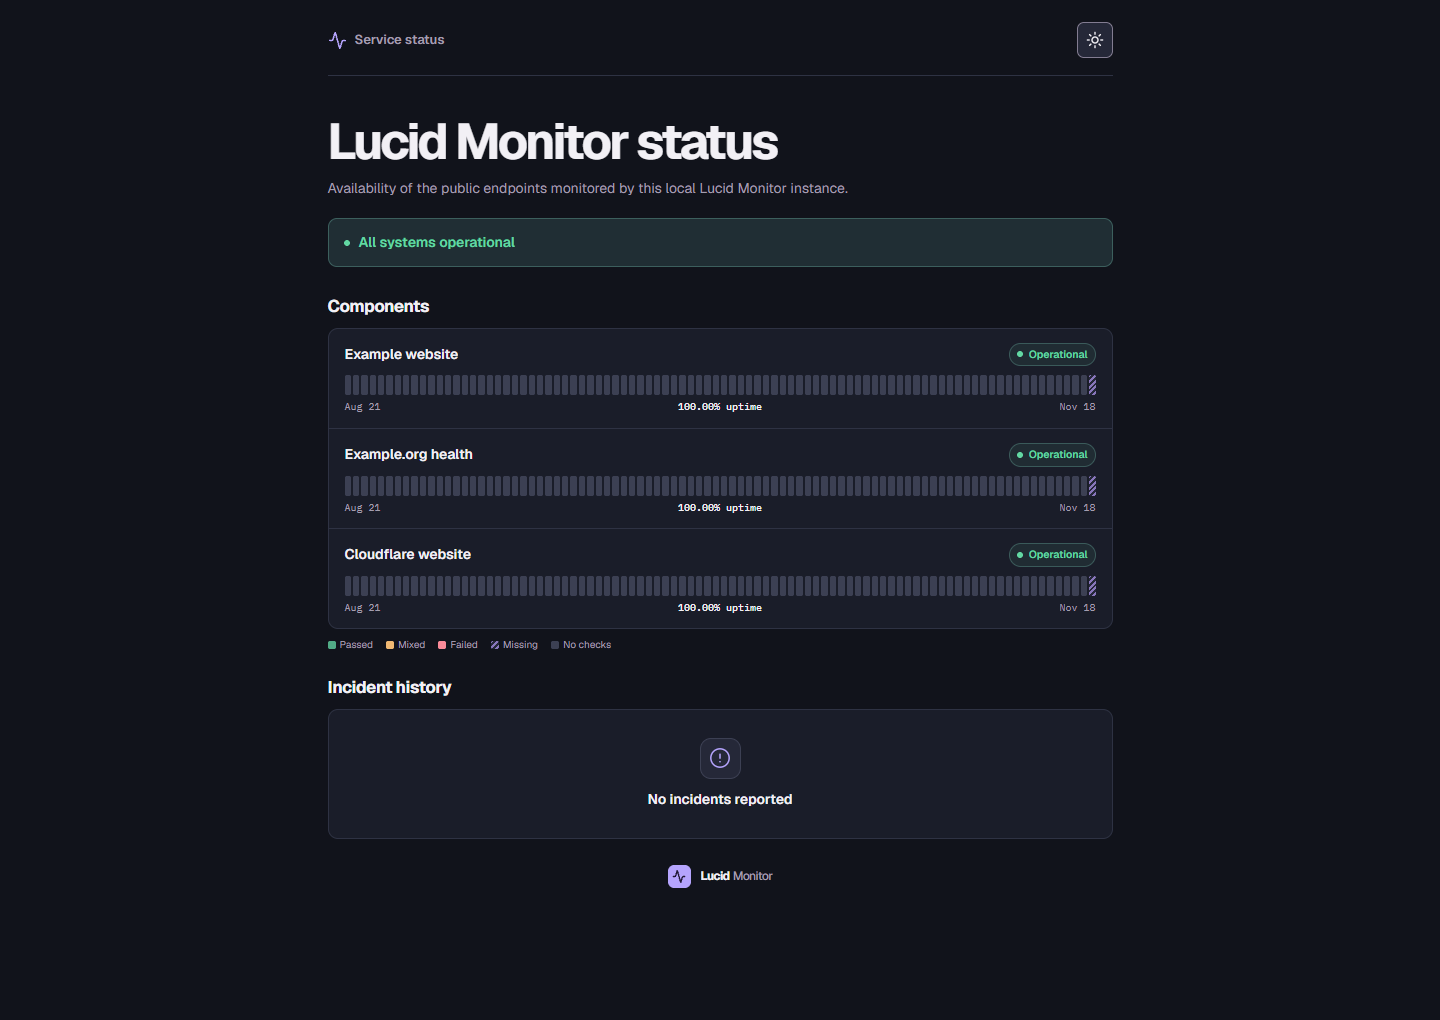 Service status
Lucid Monitor status
Availability of the public endpoints monitored by this local Lucid Monitor instance.
All systems operational
Components
Example website
Operational
Aug 21 100.00% uptime Nov 18
Example.org health
Operational
Aug 21 100.00% uptime Nov 18
Cloudflare website
Operational
Aug 21 100.00% uptime Nov 18
Passed Mixed Failed Missing No checks
Incident history
No incidents reported
Lucid Monitor